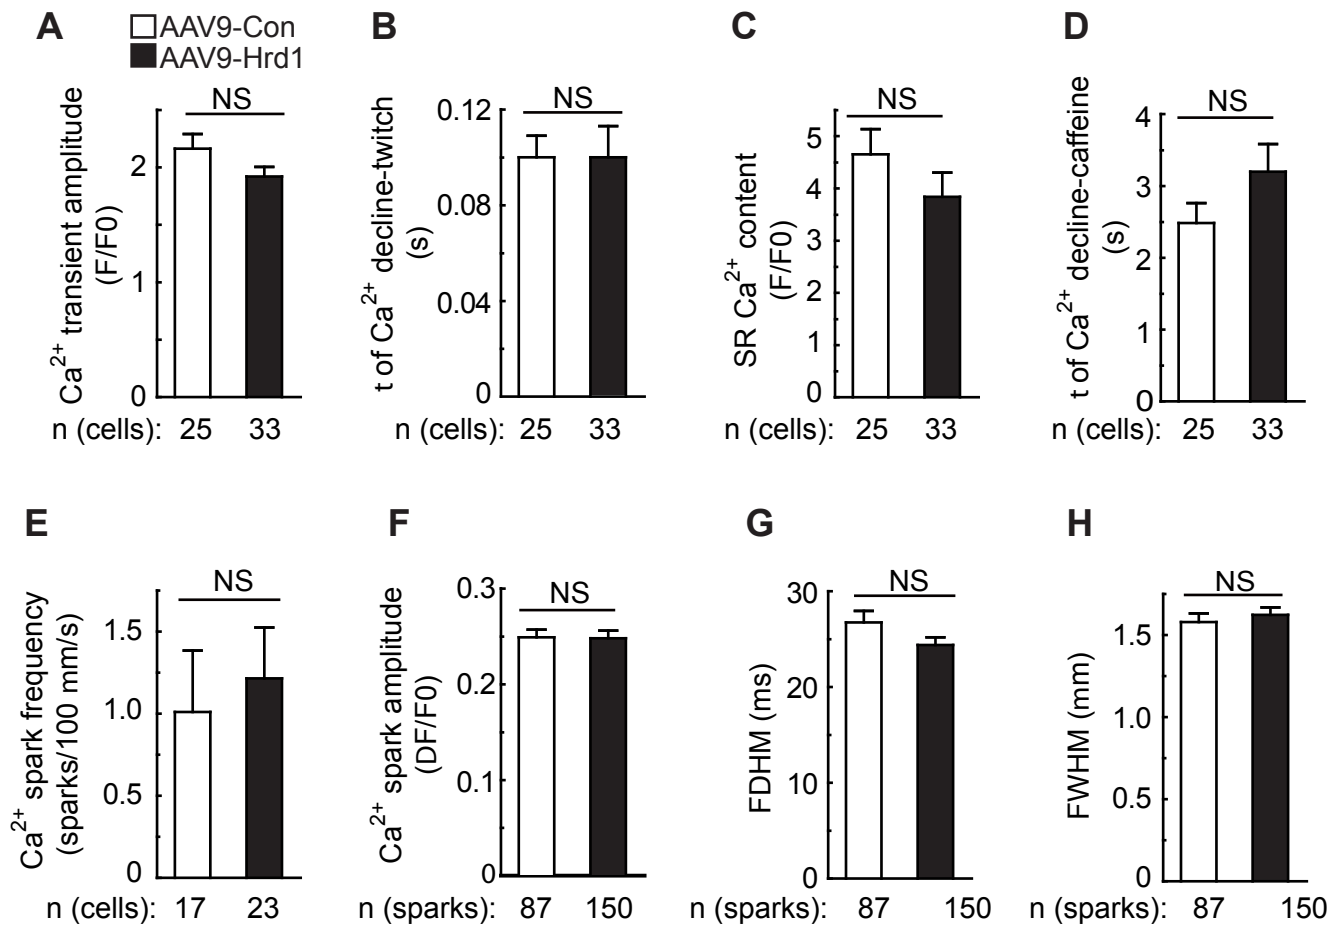 A
AAV9-Con
AAV9-Hrd1
NS
Ca2+ transient amplitude
(F/F0)
2
1
0
n (cells): 25 33
B
NS
t of Ca2+ decline-twitch
(s)
0.12
0.08
0.04
0
n (cells): 25 33
C
NS
SR Ca2+ content
(F/F0)
5
4
5
4
5
4
0
n (cells): 25 33
D
NS
t of Ca2+ decline-caffeine
(s)
4
3
2
1
0
n (cells): 25 33
E
NS
Ca2+ spark frequency
(sparks/100 mm/s)
1.5
1.0
0.5
0
n (cells): 17 23
F
NS
Ca2+ spark amplitude
(DF/F0)
0.3
0.2
0.1
0
n (sparks): 87 150
G
NS
FDHM (ms)
30
20
10
0
n (sparks): 87 150
H
NS
FWHM (mm)
1.5
1.0
0.5
0
n (sparks): 87 150